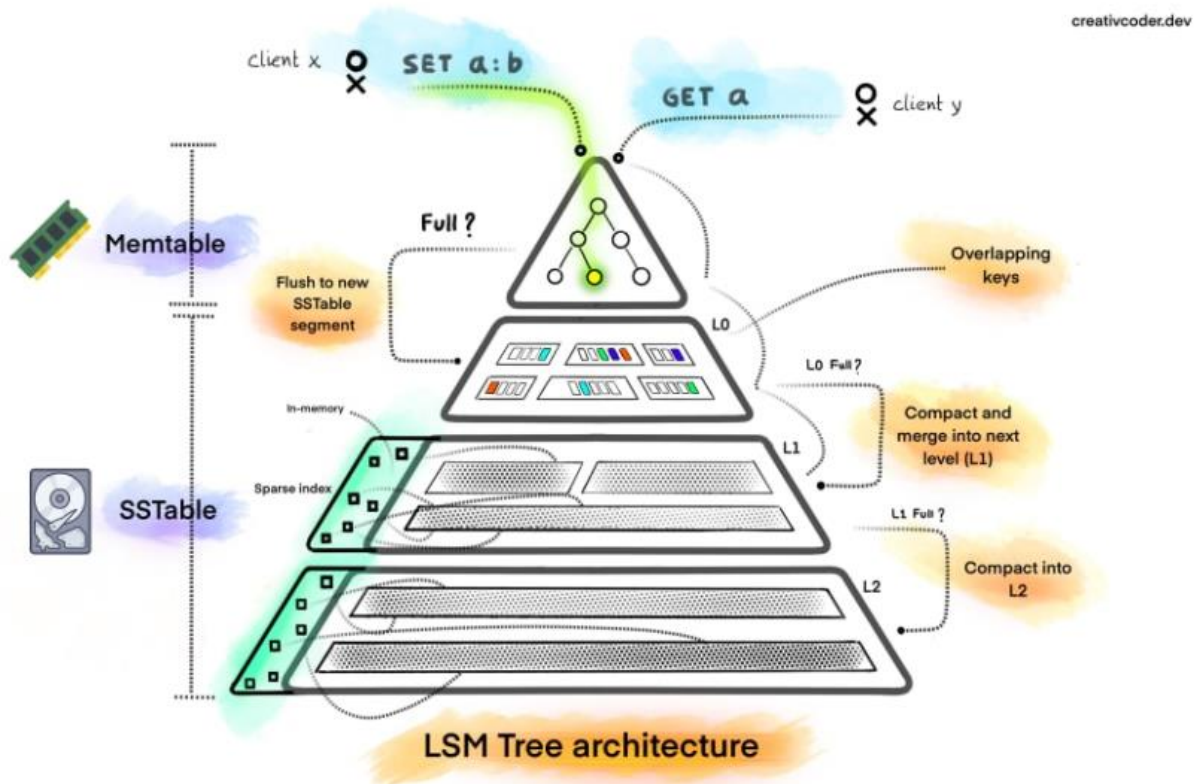 creativcoder.dev
client x
SET a:b
GET a
client y
Full?
Memtable
Flush to new
SSTable
segment
Overlapping
keys
L0
L0 Full?
In-memory
Compact and
merge into next
level (L1)
L1
Sparse index
SSTable
L1 Full?
Compact into
L2
L2
LSM Tree architecture